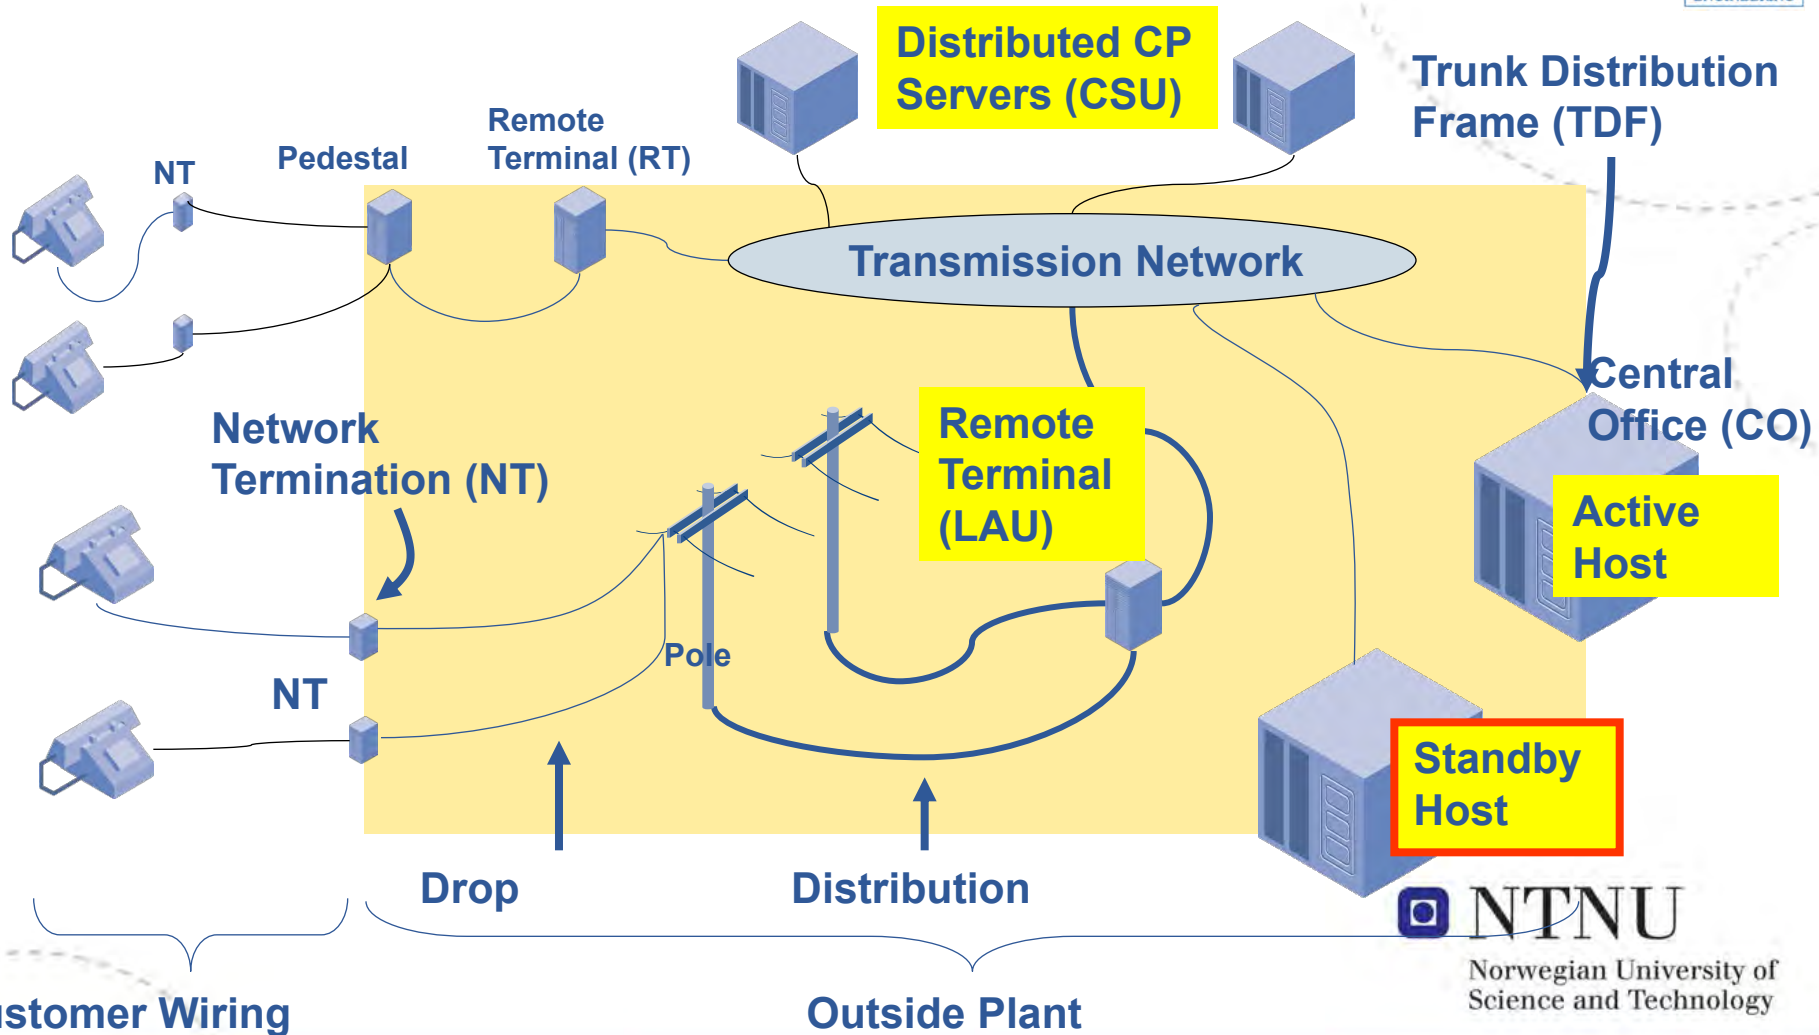 Distributed CP
Servers (CSU)
Trunk Distribution
Frame (TDF)
Remote
Terminal (RT)
Pedestal
NT
Transmission Network
Central
Office (CO)
Network
Termination (NT)
Remote
Terminal
(LAU)
Active
Host
Pole
NT
Standby
Host
Drop
Distribution
NTNU
Norwegian University of
Science and Technology
ustomer Wiring
Outside Plant